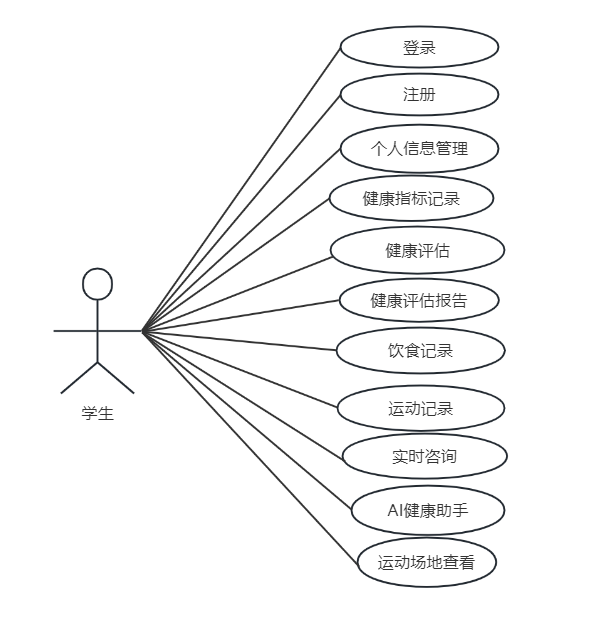 登录
注册
个人信息管理
健康指标记录
健康评估
健康评估报告
饮食记录
运动记录
实时咨询
AI健康助手
运动场地查看
学生